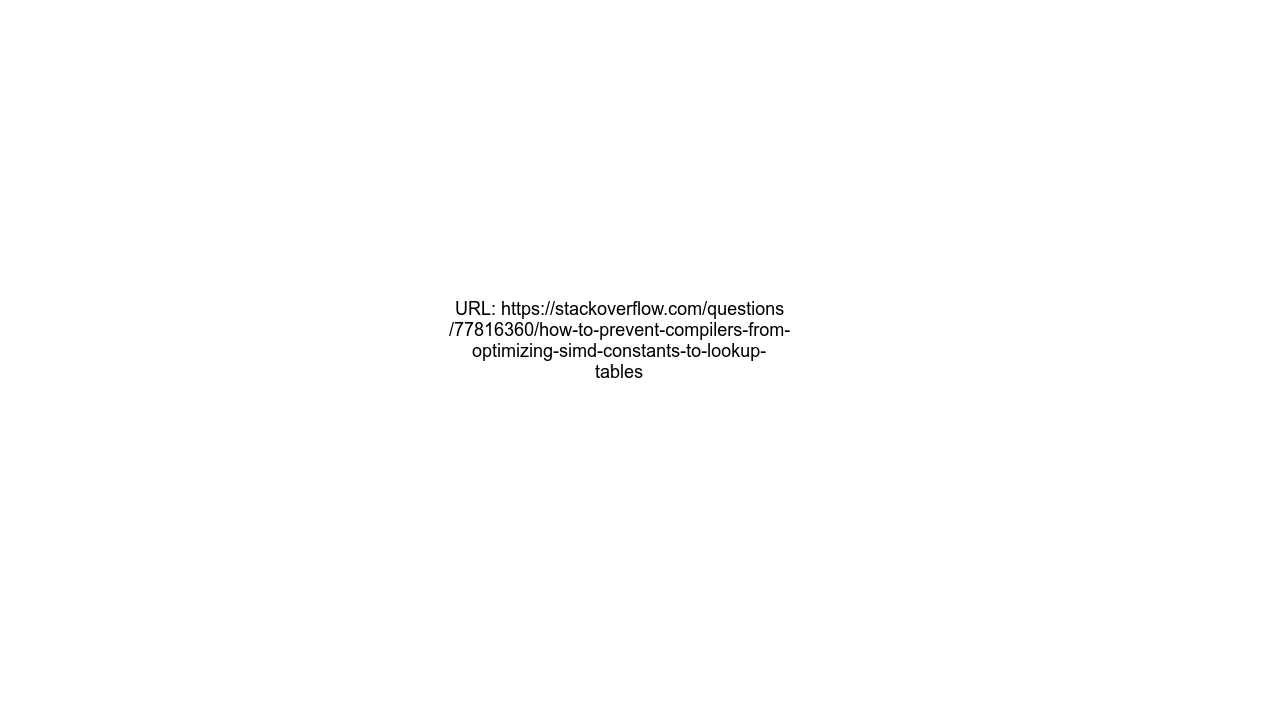 URL: https://stackoverflow.com/questions
/77816360/how-to-prevent-compilers-from-
optimizing-simd-constants-to-lookup-
tables